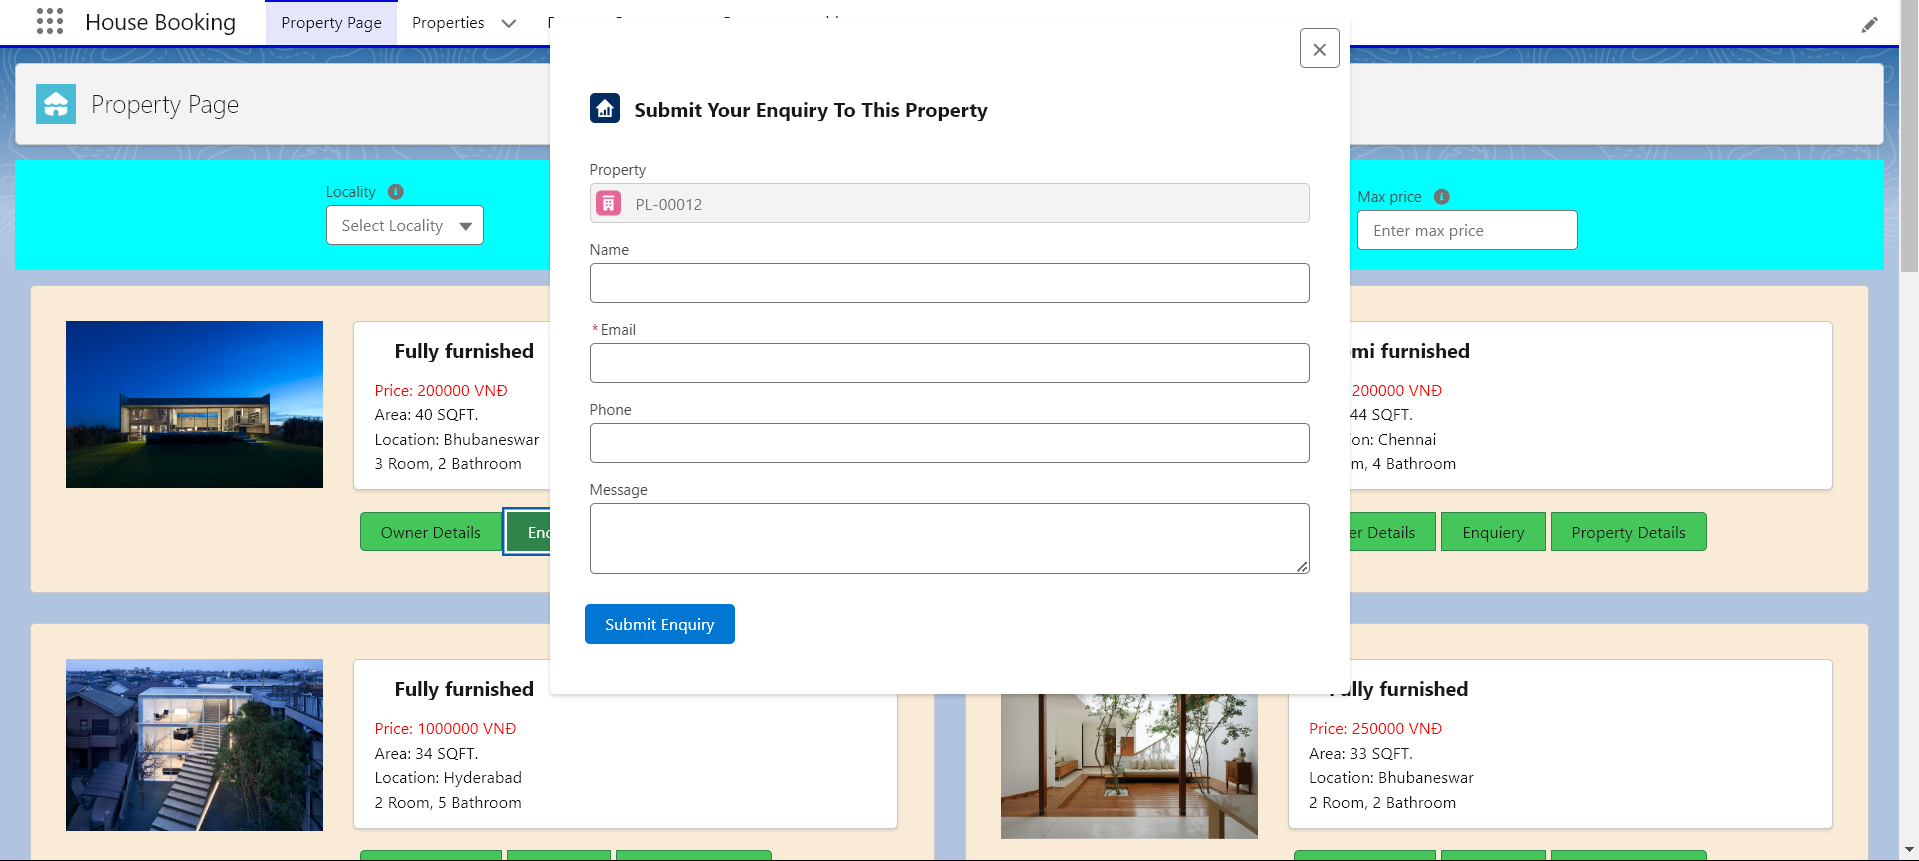 House Booking
Property Page
Properties
Property Page
Submit Your Enquiry To This Property
Property
PL-00012
Name
* Email
Phone
Message
Submit Enquiry
Locality
Select Locality
Max price
Enter max price
Fully furnished
Price: 200000 VNĐ
Area: 40 SQFT.
Location: Bhubaneswar
3 Room, 2 Bathroom
Owner Details
mi furnished
200000 VNĐ
44 SQFT.
on: Chennai
m, 4 Bathroom
er Details
Enquiery
Property Details
Fully furnished
Price: 1000000 VNĐ
Area: 34 SQFT.
Location: Hyderabad
2 Room, 5 Bathroom
Fully furnished
Price: 250000 VNĐ
Area: 33 SQFT.
Location: Bhubaneswar
2 Room, 2 Bathroom